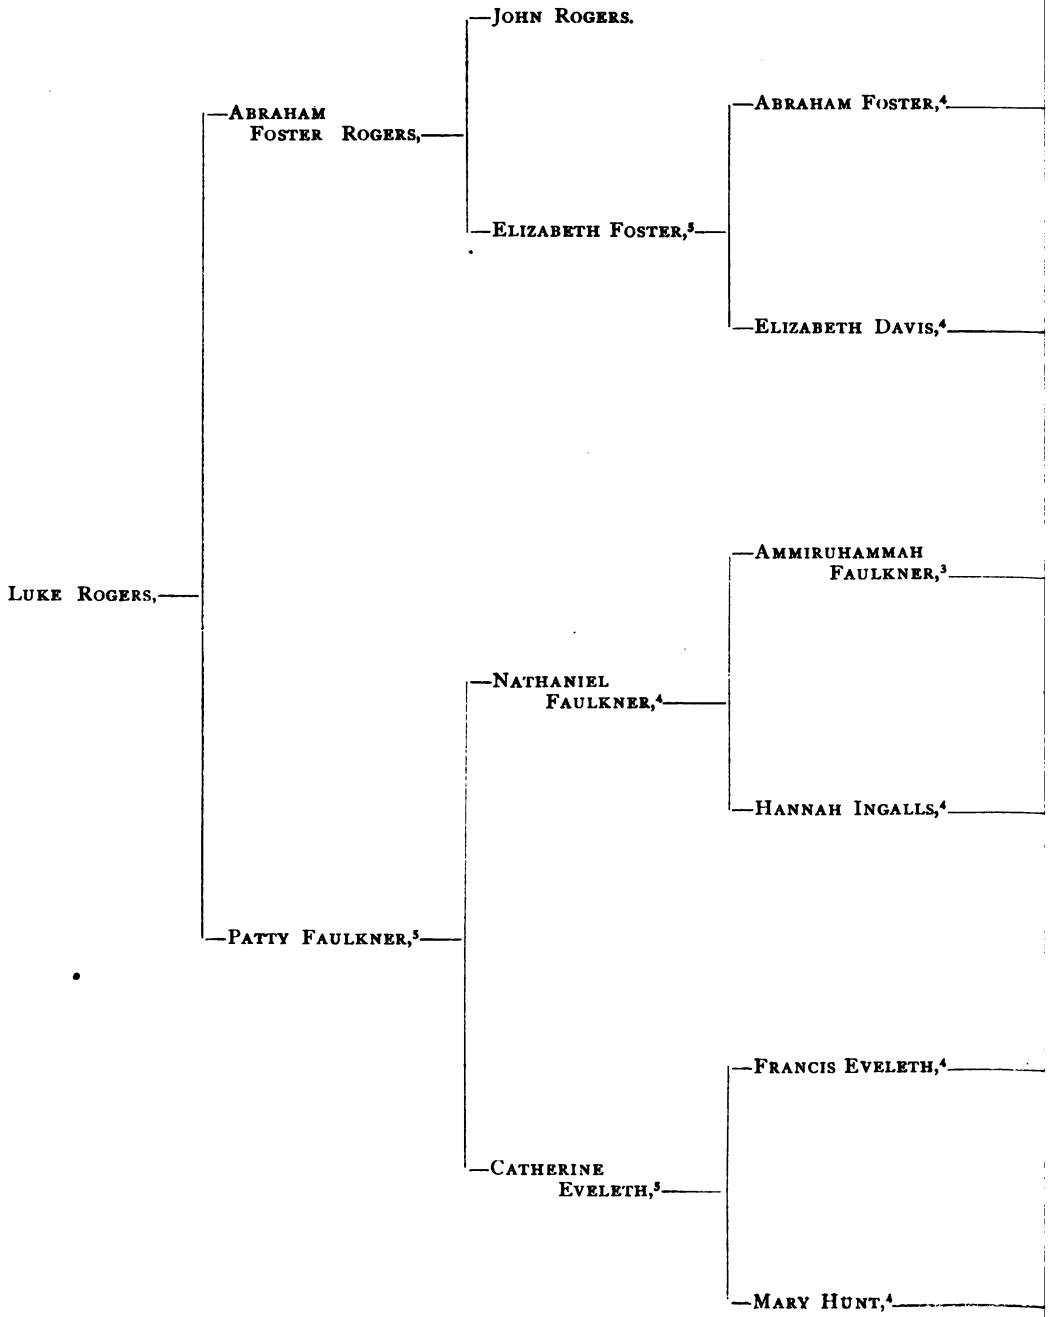 John Rogers.
Abraham
Foster Rogers,
Abraham Foster,⁴
Elizabeth Foster,⁵
Elizabeth Davis,⁴
Luke Rogers,
Ammiruhammah
Faulkner,³
Nathaniel
Faulkner,⁴
Hannah Ingalls,⁴
Patty Faulkner,⁵
Francis Eveleth,⁴
Catherine
Eveleth,⁵
Mary Hunt,⁴